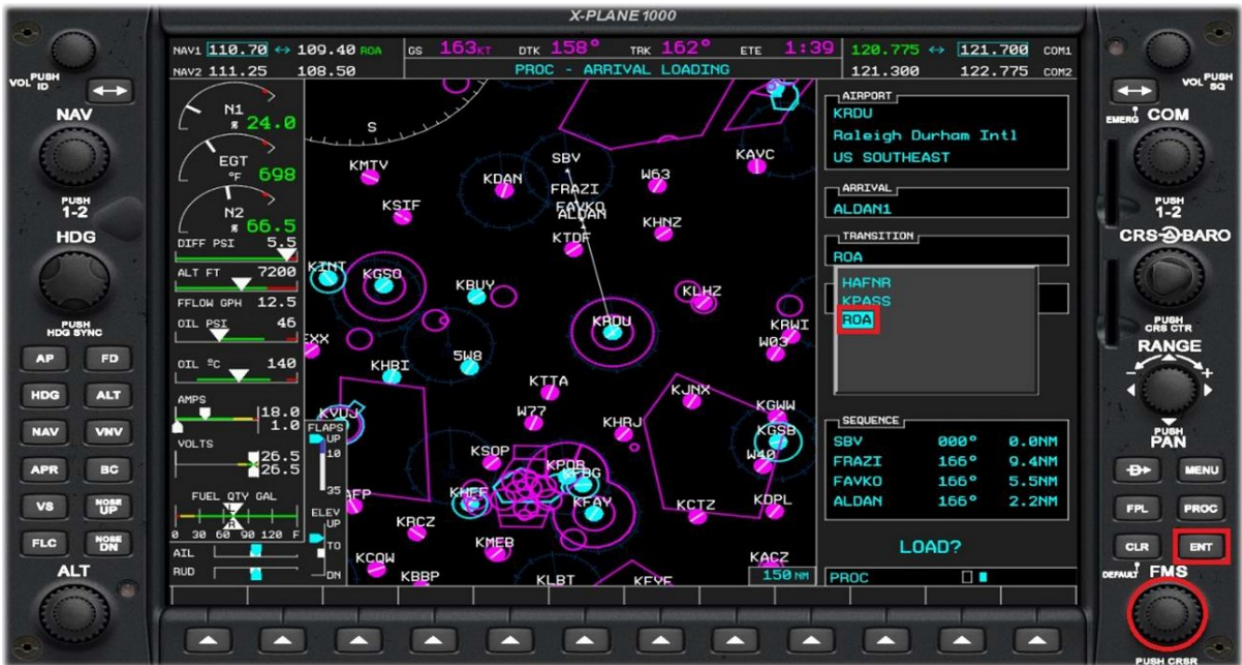 X-PLANE 1000
NAV1 110.70 ↔ 109.40 ROA
NAV2 111.25 108.50
GS 163KT DTK 158° TRK 162° ETE 1:39
PROC - ARRIVAL LOADING
120.775 ↔ 121.700 COM1
121.300 122.775 COM2
VOL PUSH ID
NAV
PUSH 1-2
HDG
PUSH HDG SYNC
AP FD
HDG ALT
NAV VNV
APR BC
VS NOSE UP
FLC NOSE DN
ALT
N1 % 24.0
EGT °F 698
N2 % 66.5
DIFF PSI 5.5
ALT FT 7200
FFLOW GPH 12.5
OIL PSI 46
OIL °C 140
AMPS
18.0
1.0
VOLTS
26.5
26.5
FUEL QTY GAL
L
R
0 30 60 90 120 F
AIL
RUD
FLAPS
UP
10
35
ELEV
UP
TO
DN
S
KMTV
KDAN
SBV
W63
KAVC
FRAZI
KSIF
FAVKO
ALDAN
KHNZ
KTDF
KINT
KGSO
KBUY
KLHZ
KRDU
KRWI
W03
EXX
KHBI
5W8
KTTA
KJNX
W77
KHRJ
KGWW
KVUJ
KGSB
KSOP
W40
KPOB
KFBG
AFP
KHFF
KFAY
KCTZ
KDPL
KRCZ
KMEB
KCQW
KACZ
KBBP
KLBT
150 NM
AIRPORT
KRDU
Raleigh Durham Intl
US SOUTHEAST
ARRIVAL
ALDAN1
TRANSITION
ROA
HAFNR
KPASS
ROA
SEQUENCE
SBV 000° 0.0NM
FRAZI 166° 9.4NM
FAVKO 166° 5.5NM
ALDAN 166° 2.2NM
LOAD?
PROC
VOL PUSH SQ
EMERG COM
PUSH 1-2
CRS BARO
PUSH CRS CTR
RANGE
- +
PUSH PAN
D MENU
FPL PROC
CLR ENT
DEFAULT FMS
PUSH CRSR